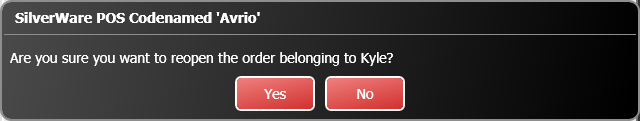 SilverWare POS Codenamed 'Avrio'
Are you sure you want to reopen the order belonging to Kyle?
Yes No